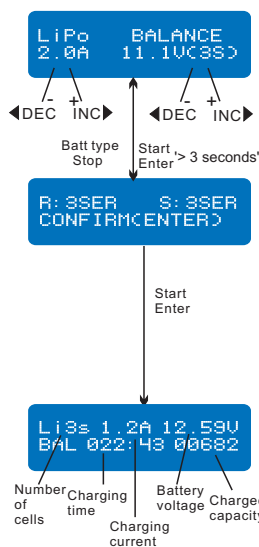 LiPo BALANCE
2.0A 11.1V(3S)
- + - +
◀DEC INC▶ ◀DEC INC▶
Batt type
Stop
Start
Enter
'> 3 seconds'
R: 3SER S: 3SER
CONFIRM(ENTER)
Start
Enter
Li3s 1.2A 12.59V
BAL 022:43 00682
Number
of
cells
Charging
time
Charging
current
Battery
voltage
Charged
capacity